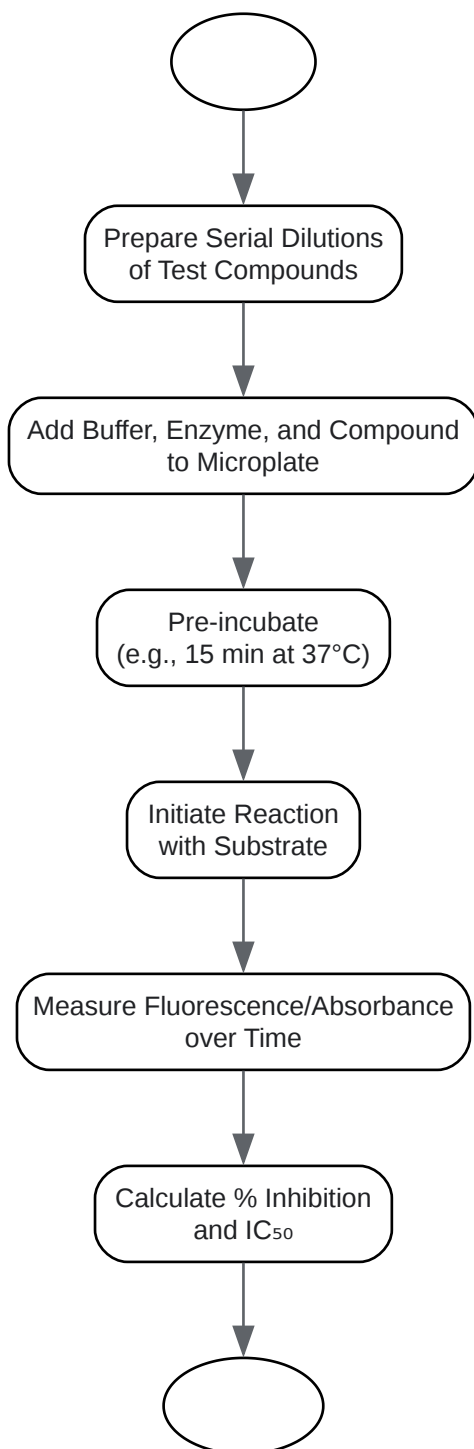 Prepare Serial Dilutions
of Test Compounds
Add Buffer, Enzyme, and Compound
to Microplate
Pre-incubate
(e.g., 15 min at 37°C)
Initiate Reaction
with Substrate
Measure Fluorescence/Absorbance
over Time
Calculate % Inhibition
and IC₅₀